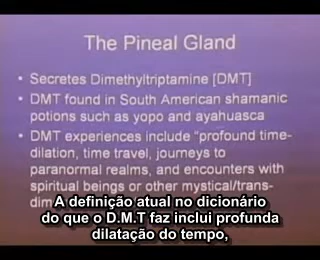 The Pineal Gland
• Secretes Dimethyltriptamine [DMT]
• DMT found in South American shamanic
potions such as yopo and ayahuasca
• DMT experiences include "profound time-
dilation, time travel, journeys to
paranormal realms, and encounters with
spiritual beings or other mystical/trans-
dim
A definição atual no dicionário
do que o D.M.T faz inclui profunda
dilatação do tempo,